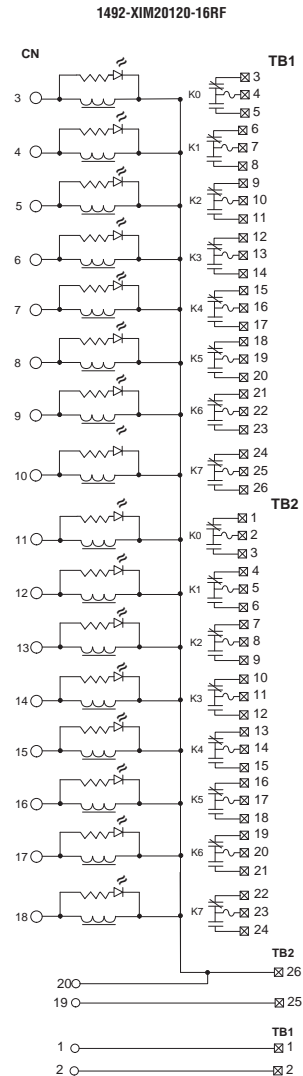 1492-XIM20120-16RF
CN
TB1
3 K0 3
4
5
4 K1 6
7
8
5 K2 9
10
11
6 K3 12
13
14
7 K4 15
16
17
8 K5 18
19
20
9 K6 21
22
23
10 K7 24
25
26
TB2
11 K0 1
2
3
12 K1 4
5
6
13 K2 7
8
9
14 K3 10
11
12
15 K4 13
14
15
16 K5 16
17
18
17 K6 19
20
21
18 K7 22
23
24
TB2
26
20
19 25
TB1
1 1
2 2